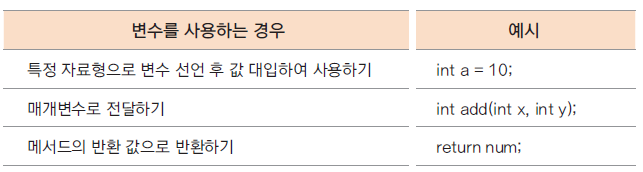 변수를 사용하는 경우 예시
특정 자료형으로 변수 선언 후 값 대입하여 사용하기 int a = 10;
매개변수로 전달하기 int add(int x, int y);
메서드의 반환 값으로 반환하기 return num;